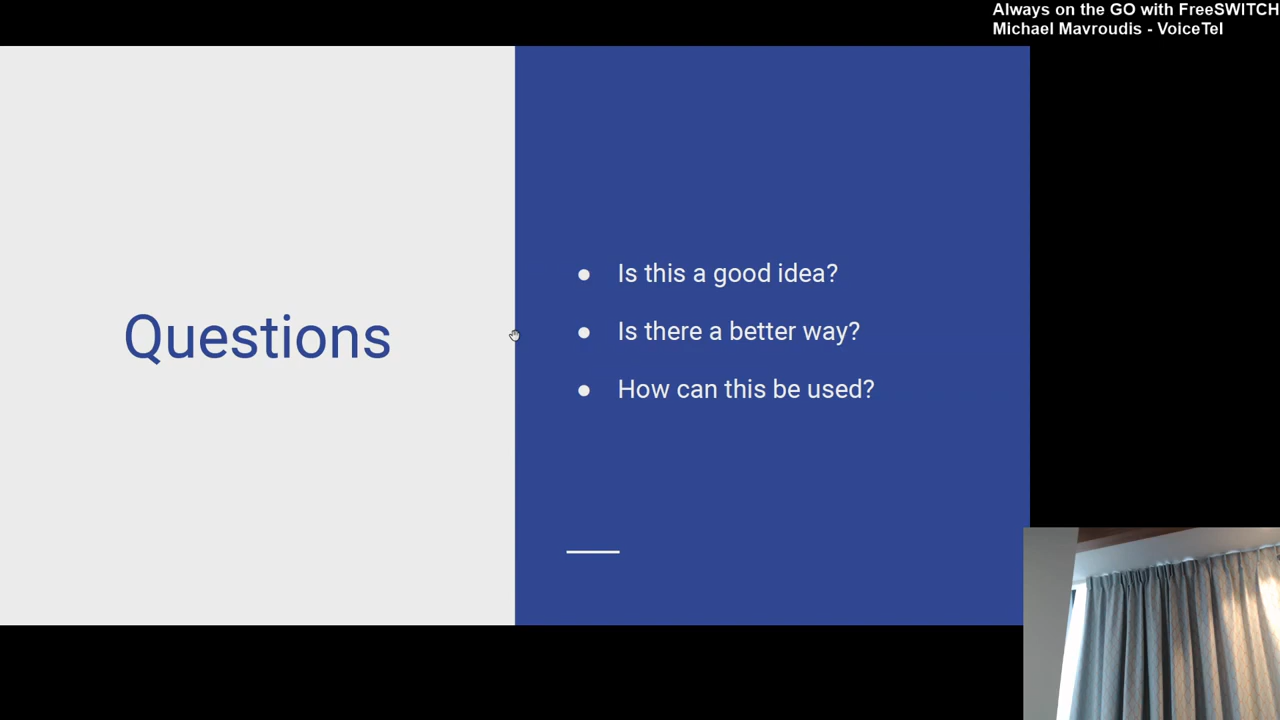 Always on the GO with FreeSWITCH
Michael Mavroudis - VoiceTel
Questions
● Is this a good idea?
● Is there a better way?
● How can this be used?